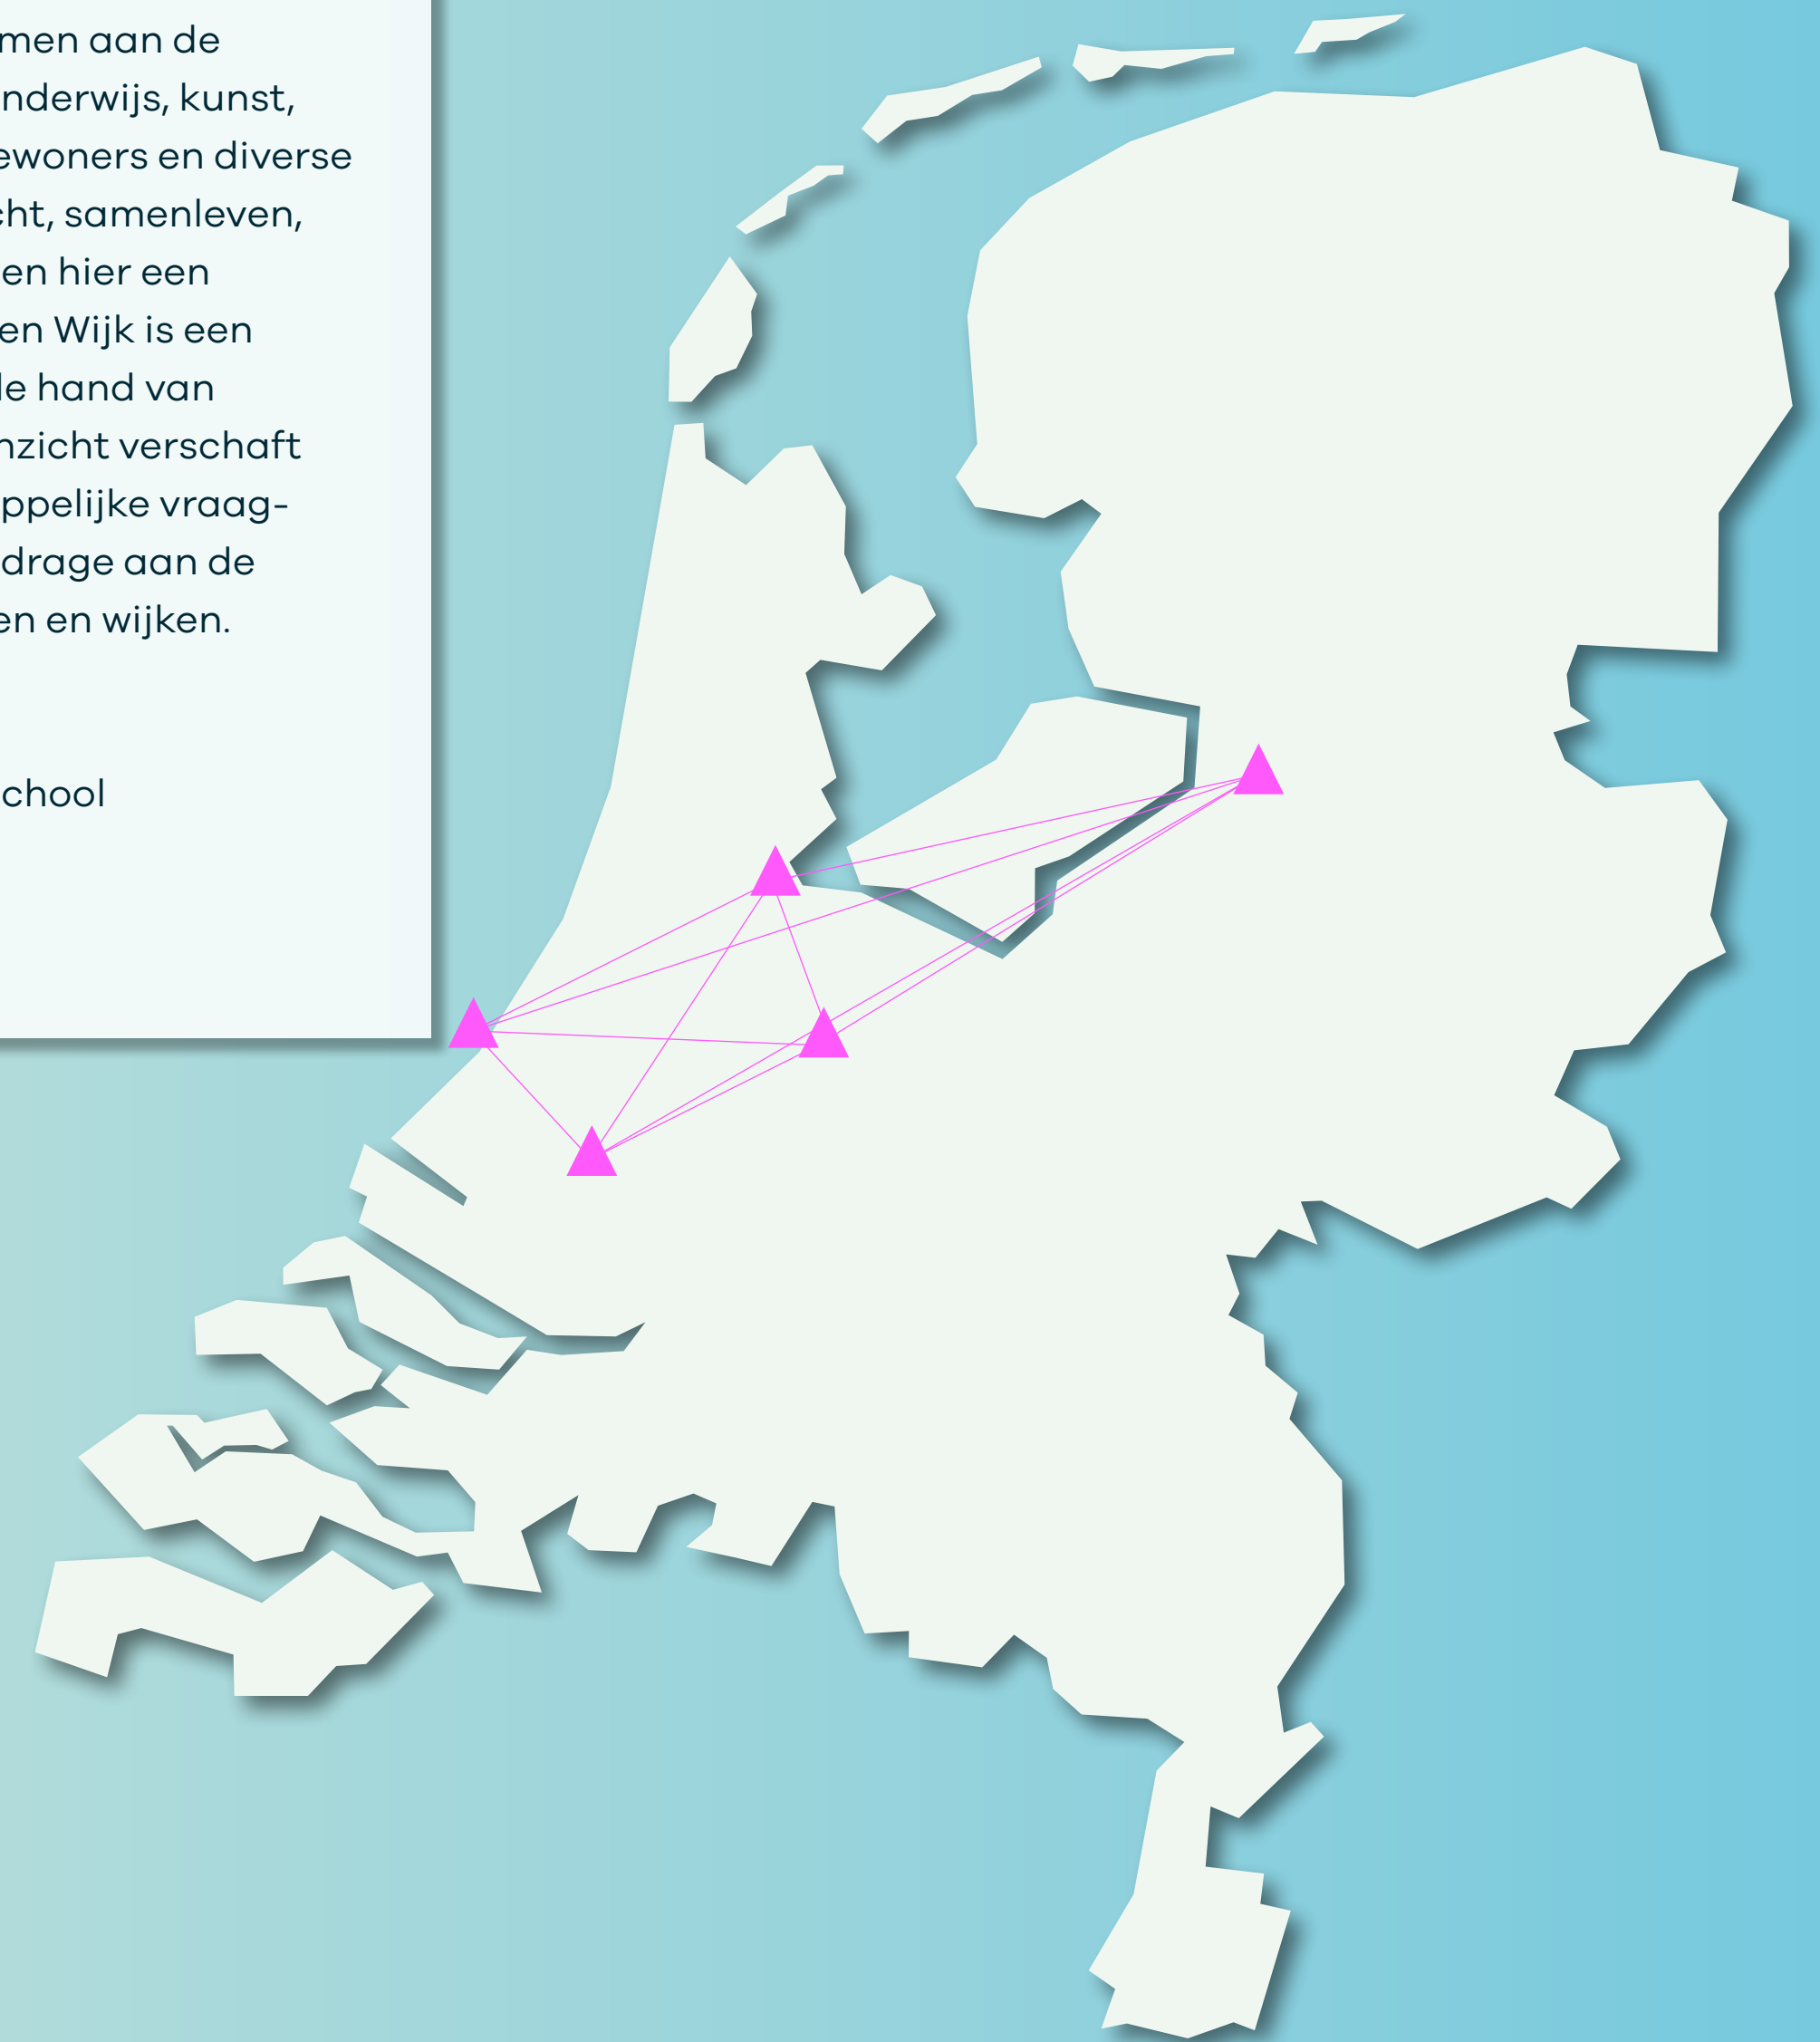 men aan de
nderwijs, kunst,
ewoners en diverse
cht, samenleven,
en hier een
en Wijk is een
de hand van
nzicht verschaft
ppelijke vraag-
drage aan de
en en wijken.
chool